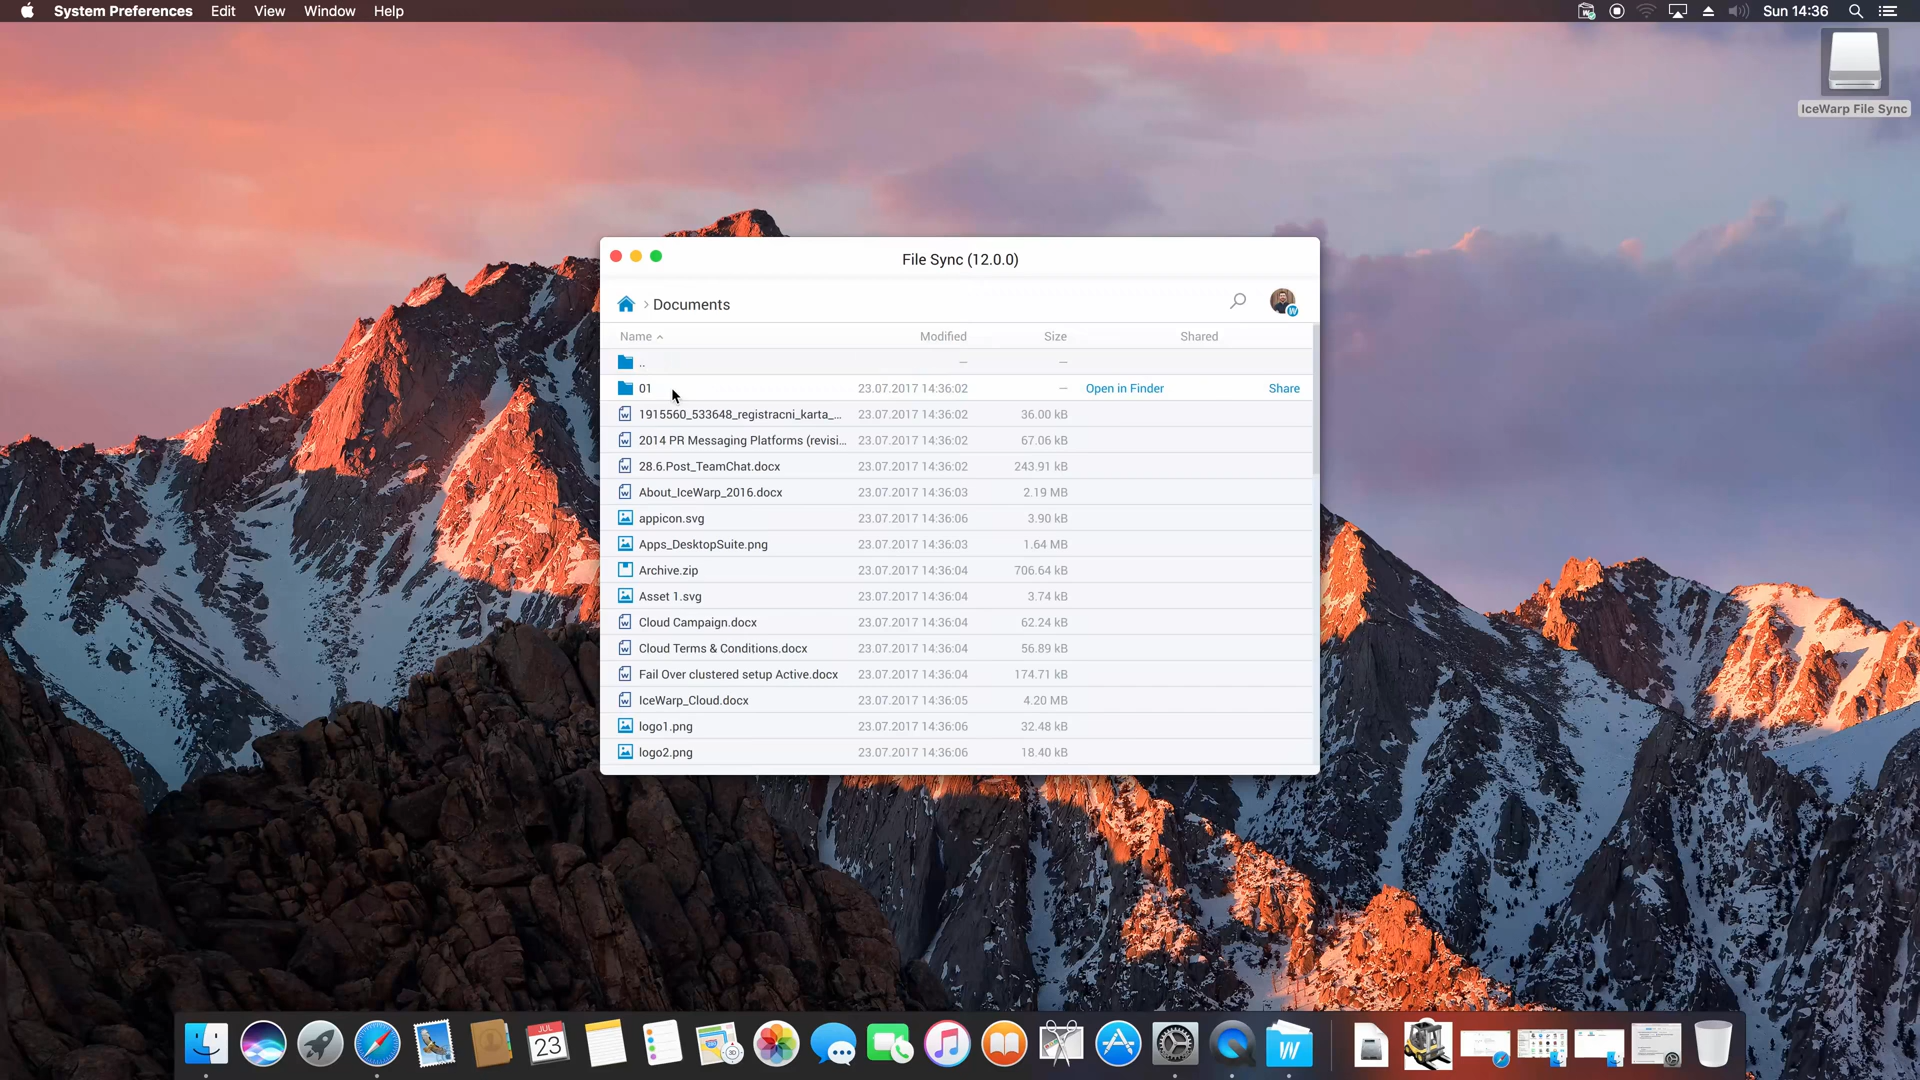 System Preferences Edit View Window Help Sun 14:36
IceWarp File Sync
File Sync (12.0.0)
Documents
Name Modified Size Shared
.. — —
01 23.07.2017 14:36:02 — Open in Finder Share
1915560_533648_registracni_karta_... 23.07.2017 14:36:02 36.00 kB
2014 PR Messaging Platforms (revisi... 23.07.2017 14:36:02 67.06 kB
28.6.Post_TeamChat.docx 23.07.2017 14:36:02 243.91 kB
About_IceWarp_2016.docx 23.07.2017 14:36:03 2.19 MB
appicon.svg 23.07.2017 14:36:06 3.90 kB
Apps_DesktopSuite.png 23.07.2017 14:36:03 1.64 MB
Archive.zip 23.07.2017 14:36:04 706.64 kB
Asset 1.svg 23.07.2017 14:36:04 3.74 kB
Cloud Campaign.docx 23.07.2017 14:36:04 62.24 kB
Cloud Terms & Conditions.docx 23.07.2017 14:36:04 56.89 kB
Fail Over clustered setup Active.docx 23.07.2017 14:36:04 174.71 kB
IceWarp_Cloud.docx 23.07.2017 14:36:05 4.20 MB
logo1.png 23.07.2017 14:36:06 32.48 kB
logo2.png 23.07.2017 14:36:06 18.40 kB
JUL
23